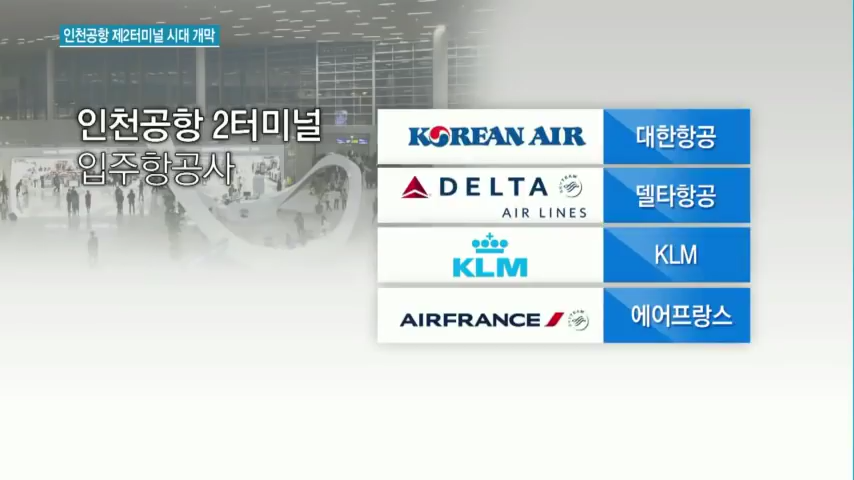 인천공항 제2터미널 시대 개막
인천공항 2터미널
입주항공사
KOREAN AIR 대한항공
DELTA
AIR LINES
델타항공
KLM KLM
AIRFRANCE 에어프랑스